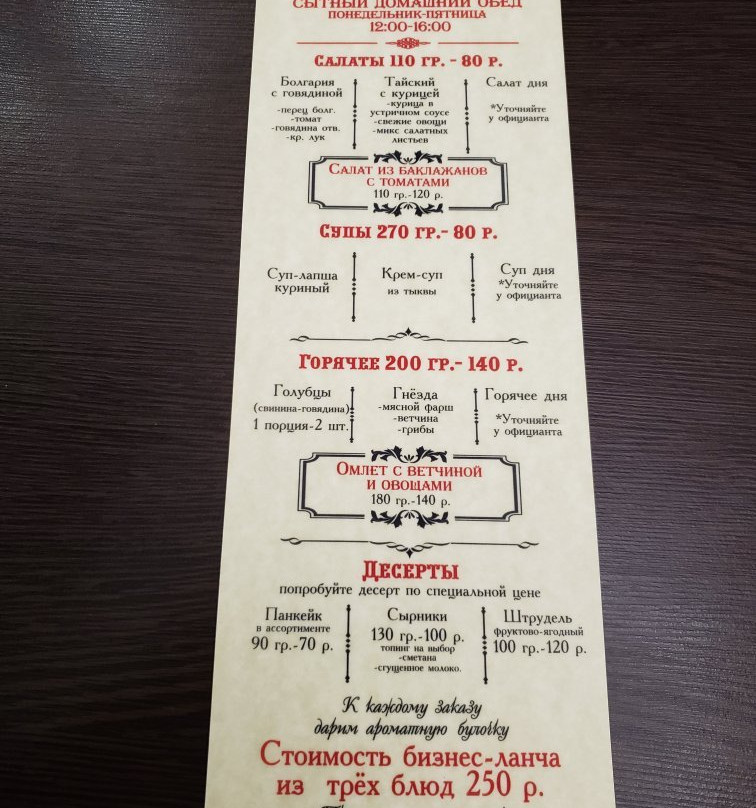 СЫТНЫЙ ДОМАШНИЙ ОБЕД
ПОНЕДЕЛЬНИК-ПЯТНИЦА
12:00-16:00
САЛАТЫ 110 ГР. - 80 Р.
Болгария
с говядиной
-перец болг.
-томат
-говядина отв.
-кр. лук
Тайский
с курицей
-курица в
устричном соусе
-свежие овощи
-микс салатных
листьев
Салат дня
*Уточняйте
у официанта
Салат из баклажанов
с томатами
110 гр.-120 р.
СУПЫ 270 ГР.- 80 Р.
Суп-лапша
куриный
Крем-суп
из тыквы
Суп дня
*Уточняйте
у официанта
ГОРЯЧЕЕ 200 ГР.- 140 Р.
Голубцы
(свинина-говядина)
1 порция-2 шт.
Гнёзда
-мясной фарш
-ветчина
-грибы
Горячее дня
*Уточняйте
у официанта
Омлет с ветчиной
и овощами
180 гр.-140 р.
ДЕСЕРТЫ
попробуйте десерт по специальной цене
Панкейк
в ассортименте
90 гр.-70 р.
Сырники
130 гр.-100 р.
топинг на выбор
-сметана
-сгущенное молоко.
Штрудель
фруктово-ягодный
100 гр.-120 р.
К каждому заказу
дарим ароматную булочку
Стоимость бизнес-ланча
из трёх блюд 250 р.